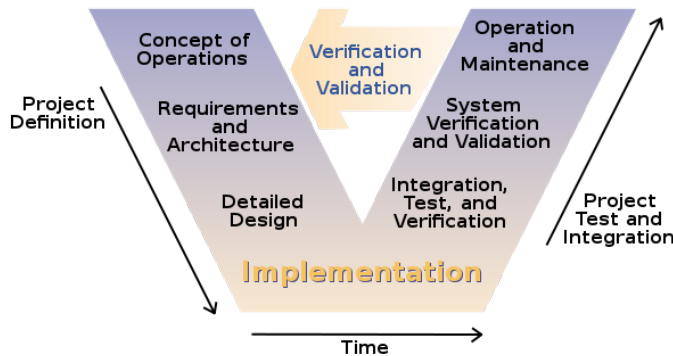 Concept of
Operations
Verification
and
Validation
Operation
and
Maintenance
Project
Definition
Requirements
and
Architecture
System
Verification
and Validation
Detailed
Design
Integration,
Test, and
Verification
Project
Test and
Integration
Implementation
Time